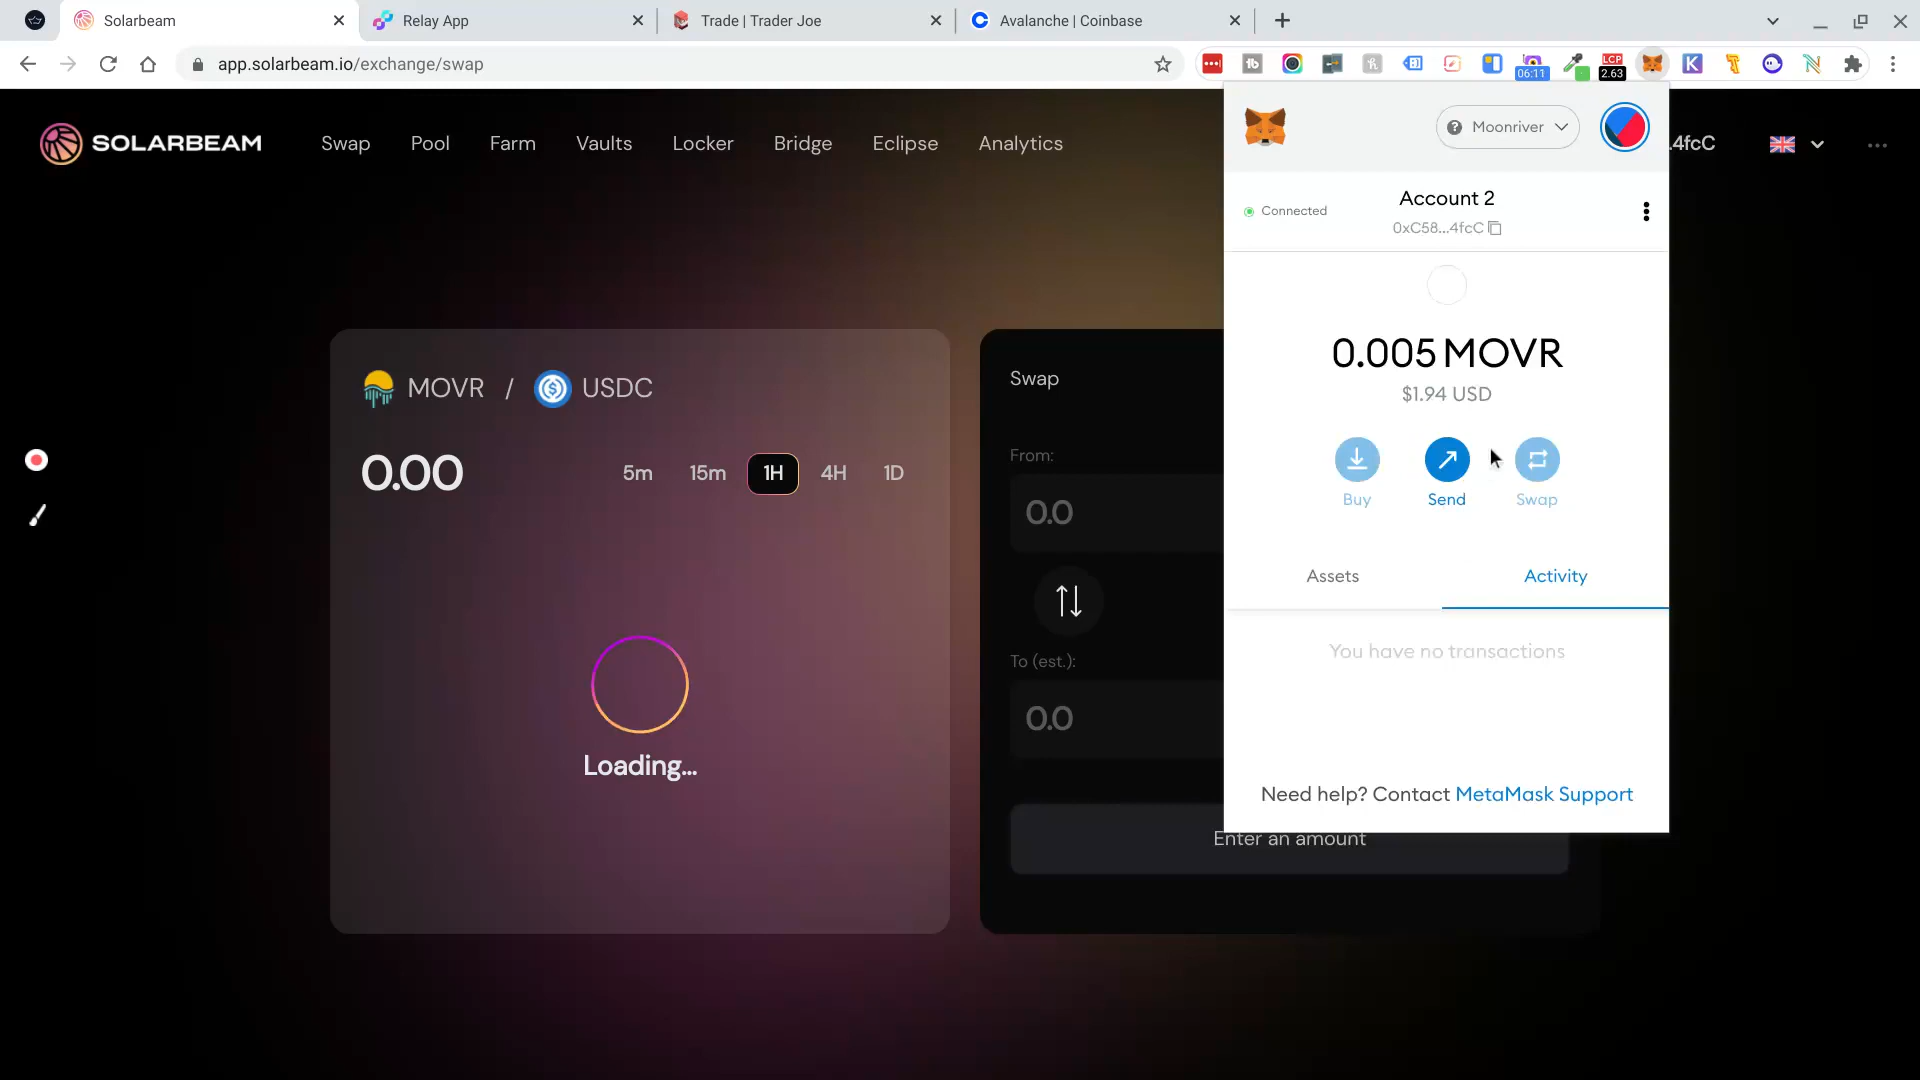 Solarbeam
Relay App
Trade | Trader Joe
Avalanche | Coinbase
app.solarbeam.io/exchange/swap
06:11
LCP
2.63
SOLARBEAM
Swap
Pool
Farm
Vaults
Locker
Bridge
Eclipse
Analytics
.4fcC
Moonriver
Connected
Account 2
0xC58...4fcC
0.005 MOVR
$1.94 USD
Buy
Send
Swap
Assets
Activity
You have no transactions
Need help? Contact MetaMask Support
MOVR / USDC
0.00
5m
15m
1H
4H
1D
Loading...
Swap
From:
0.0
To (est.):
0.0
Enter an amount